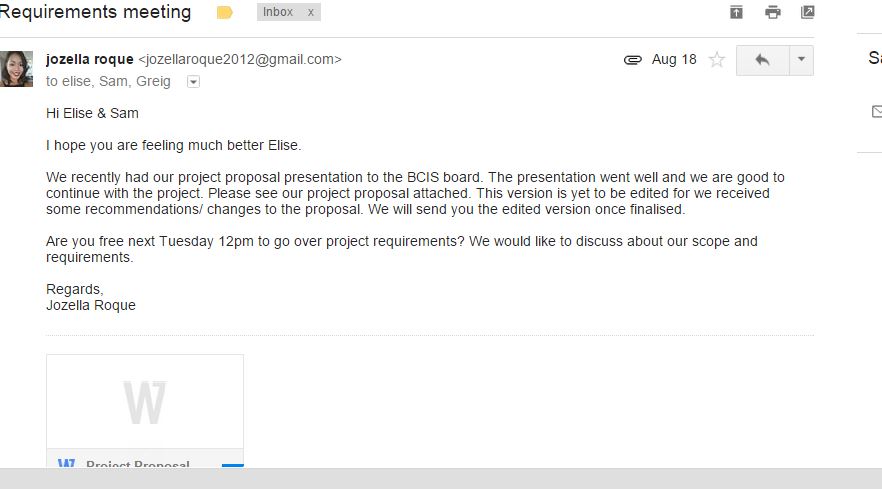 Requirements meeting
Inbox x
jozella roque <jozellaroque2012@gmail.com>
Aug 18
to elise, Sam, Greig
Hi Elise & Sam
I hope you are feeling much better Elise.
We recently had our project proposal presentation to the BCIS board. The presentation went well and we are good to
continue with the project. Please see our project proposal attached. This version is yet to be edited for we received
some recommendations/ changes to the proposal. We will send you the edited version once finalised.
Are you free next Tuesday 12pm to go over project requirements? We would like to discuss about our scope and
requirements.
Regards,
Jozella Roque
W
W Project Proposal